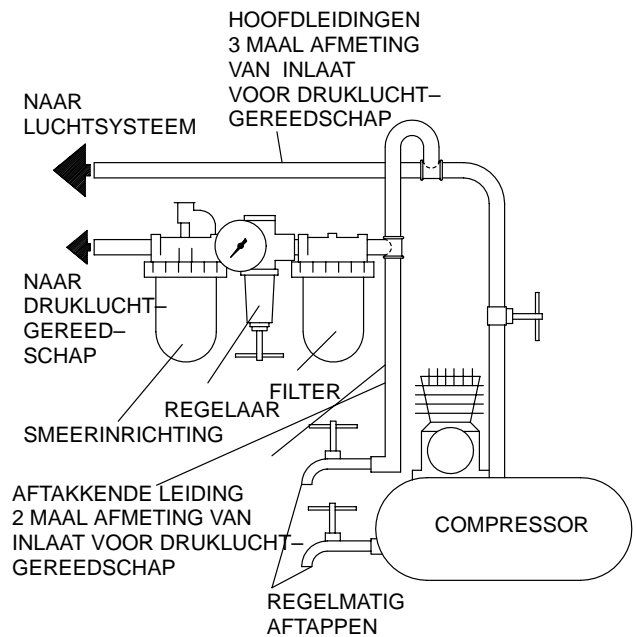 HOOFDLEIDINGEN
3 MAAL AFMETING
VAN INLAAT
VOOR DRUKLUCHT–
GEREEDSCHAP
NAAR
LUCHTSYSTEEM
NAAR
DRUKLUCHT–
GEREED–
SCHAP
FILTER
REGELAAR
SMEERINRICHTING
AFTAKKENDE LEIDING
2 MAAL AFMETING VAN
INLAAT VOOR DRUKLUCHT–
GEREEDSCHAP
COMPRESSOR
REGELMATIG
AFTAPPEN